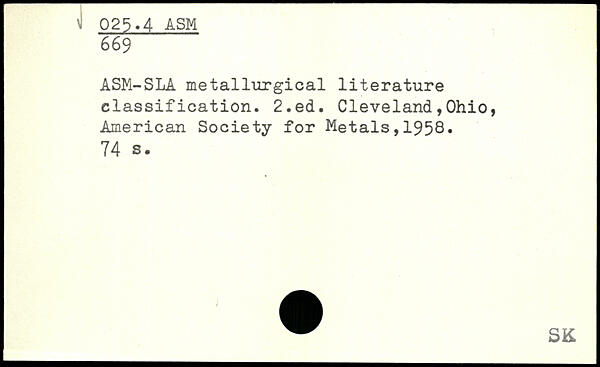 025.4 ASM
669
ASM-SLA metallurgical literature
classification. 2.ed. Cleveland,Ohio,
American Society for Metals,1958.
74 s.
SK